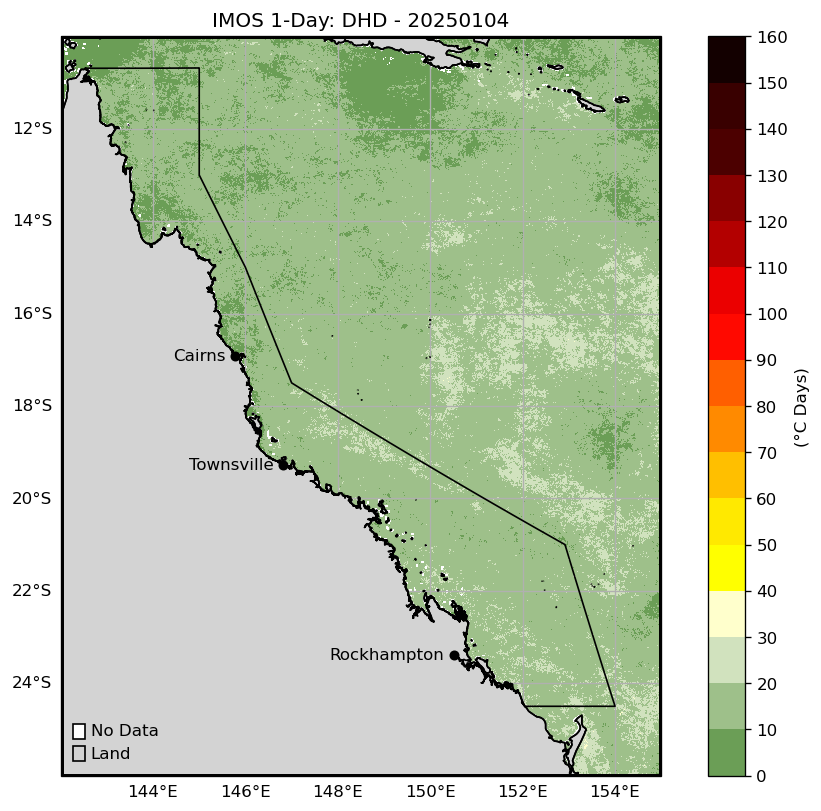 IMOS 1-Day: DHD - 20250104
12°S
14°S
16°S
18°S
20°S
22°S
24°S
Cairns
Townsville
Rockhampton
No Data
Land
144°E 146°E 148°E 150°E 152°E 154°E
160
150
140
130
120
110
100
90
80
70
60
50
40
30
20
10
0
(°C Days)